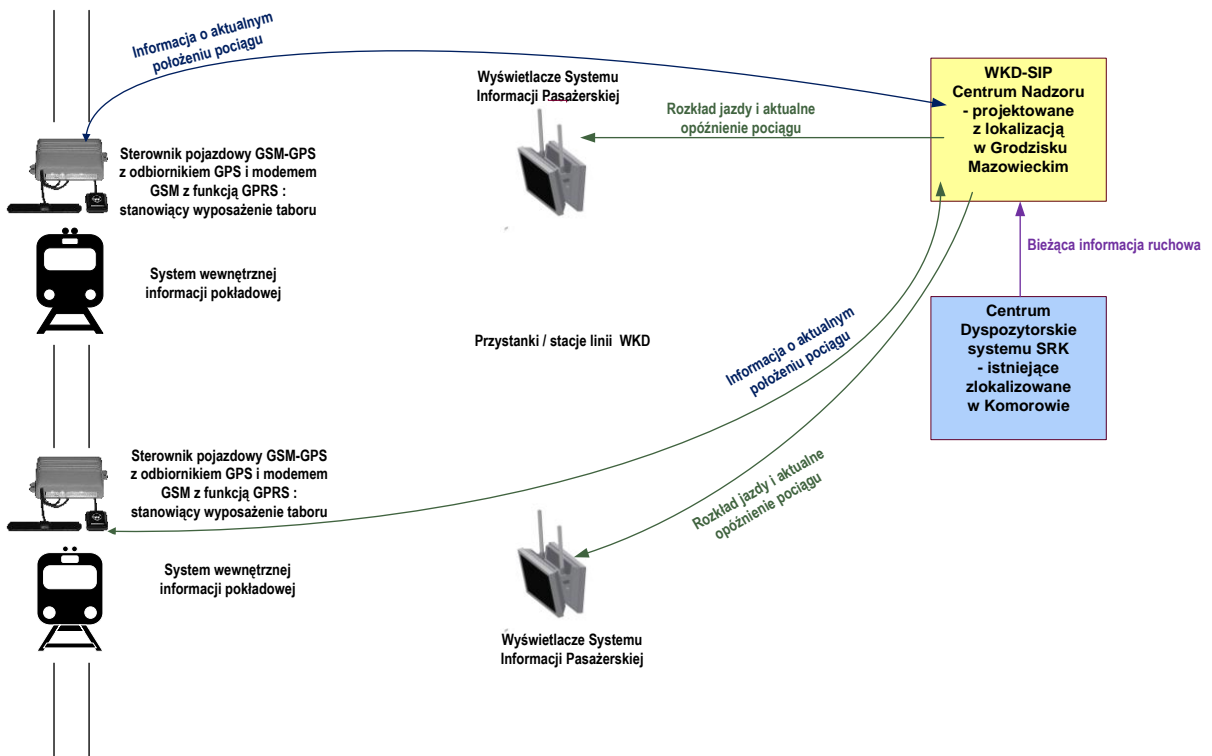 Informacja o aktualnym
położeniu pociągu
Wyświetlacze Systemu
Informacji Pasażerskiej
Rozkład jazdy i aktualne
opóźnienie pociągu
WKD-SIP
Centrum Nadzoru
- projektowane
z lokalizacją
w Grodzisku
Mazowieckim
Sterownik pojazdowy GSM-GPS
z odbiornikiem GPS i modemem
GSM z funkcją GPRS :
stanowiący wyposażenie taboru
Bieżąca informacja ruchowa
System wewnętrznej
informacji pokładowej
Centrum
Dyspozytorskie
systemu SRK
- istniejące
zlokalizowane
w Komorowie
Przystanki / stacje linii WKD
Informacja o aktualnym
położeniu pociągu
Sterownik pojazdowy GSM-GPS
z odbiornikiem GPS i modemem
GSM z funkcją GPRS :
stanowiący wyposażenie taboru
Rozkład jazdy i aktualne
opóźnienie pociągu
System wewnętrznej
informacji pokładowej
Wyświetlacze Systemu
Informacji Pasażerskiej